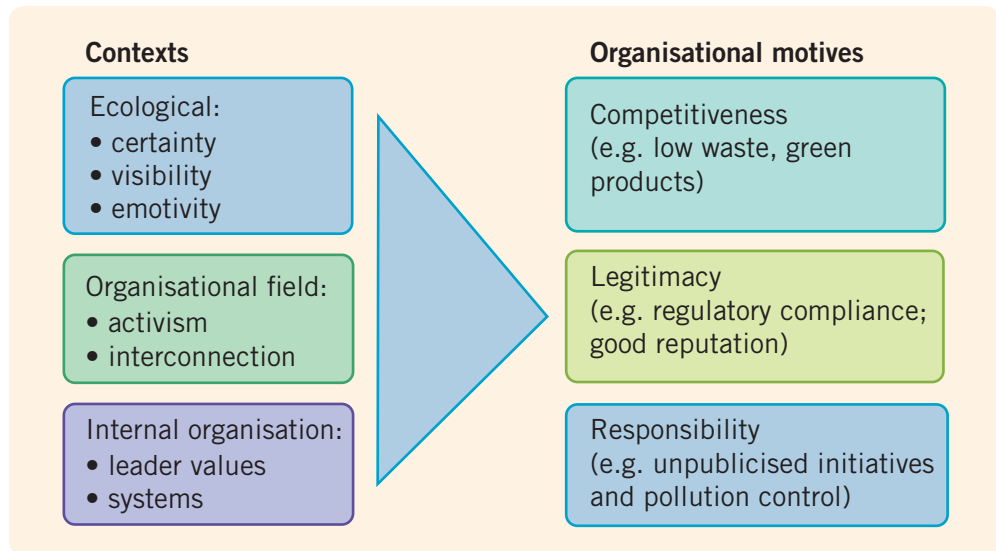 Contexts
Ecological:
• certainty
• visibility
• emotivity
Organisational field:
• activism
• interconnection
Internal organisation:
• leader values
• systems
Organisational motives
Competitiveness
(e.g. low waste, green
products)
Legitimacy
(e.g. regulatory compliance;
good reputation)
Responsibility
(e.g. unpublicised initiatives
and pollution control)